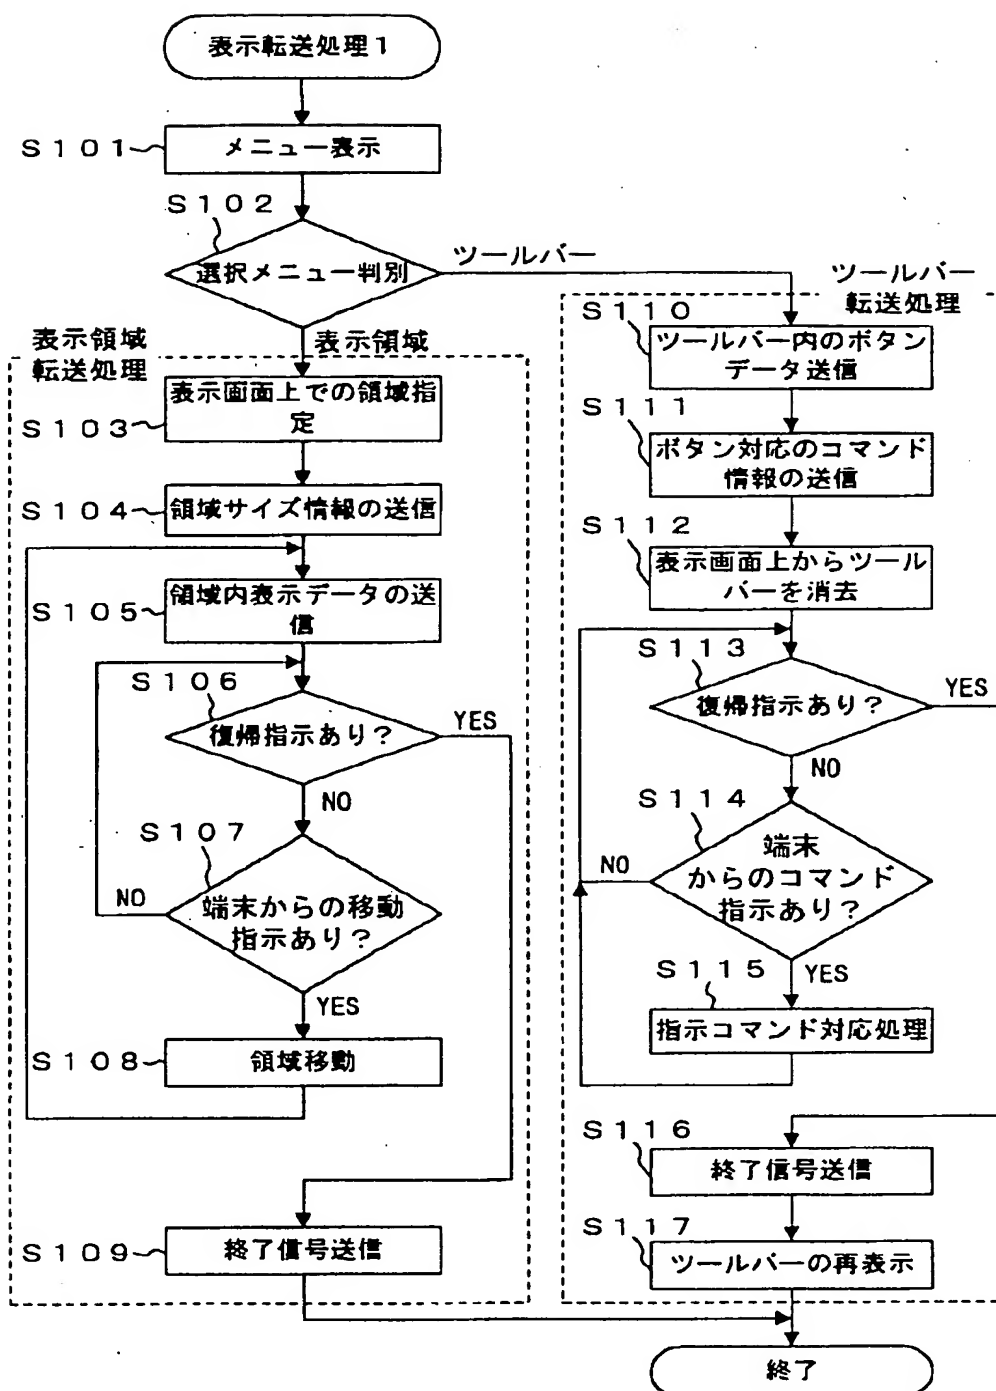 表示転送処理1
S101
メニュー表示
S102
選択メニュー判別
ツールバー
表示領域
表示領域
転送処理
S103
表示画面上での領域指
定
S104
領域サイズ情報の送信
S105
領域内表示データの送
信
S106
復帰指示あり?
YES
NO
S107
端末からの移動
指示あり?
NO
YES
S108
領域移動
S109
終了信号送信
ツールバー
転送処理
S110
ツールバー内のボタン
データ送信
S111
ボタン対応のコマンド
情報の送信
S112
表示画面上からツール
バーを消去
S113
復帰指示あり?
YES
NO
S114
端末
からのコマンド
指示あり?
NO
YES
S115
指示コマンド対応処理
S116
終了信号送信
S117
ツールバーの再表示
終了